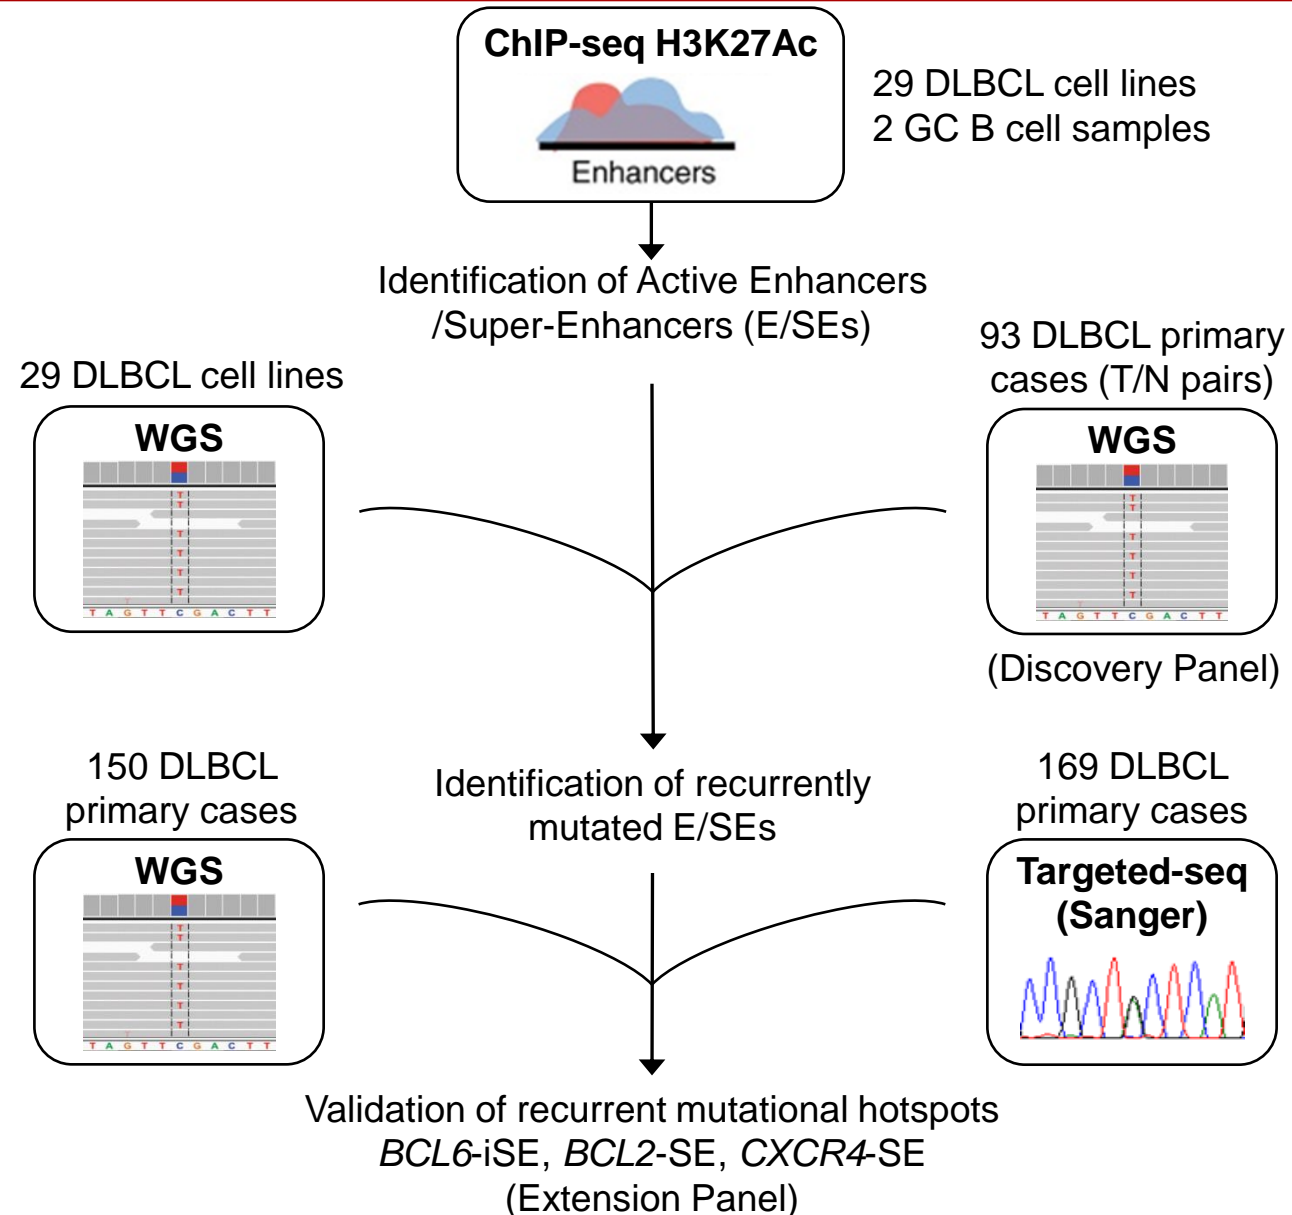 ChIP-seq H3K27Ac
Enhancers
29 DLBCL cell lines
2 GC B cell samples
Identification of Active Enhancers
/Super-Enhancers (E/SEs)
29 DLBCL cell lines
WGS
T
T
T
T
T
T
T
T A G T T C G A C T T
93 DLBCL primary
cases (T/N pairs)
WGS
T
T
T
T
T
T
T
T A G T T C G A C T T
(Discovery Panel)
Identification of recurrently
mutated E/SEs
150 DLBCL
primary cases
WGS
T
T
T
T
T
T
T
T A G T T C G A C T T
169 DLBCL
primary cases
Targeted-seq
(Sanger)
Validation of recurrent mutational hotspots
BCL6-iSE, BCL2-SE, CXCR4-SE
(Extension Panel)